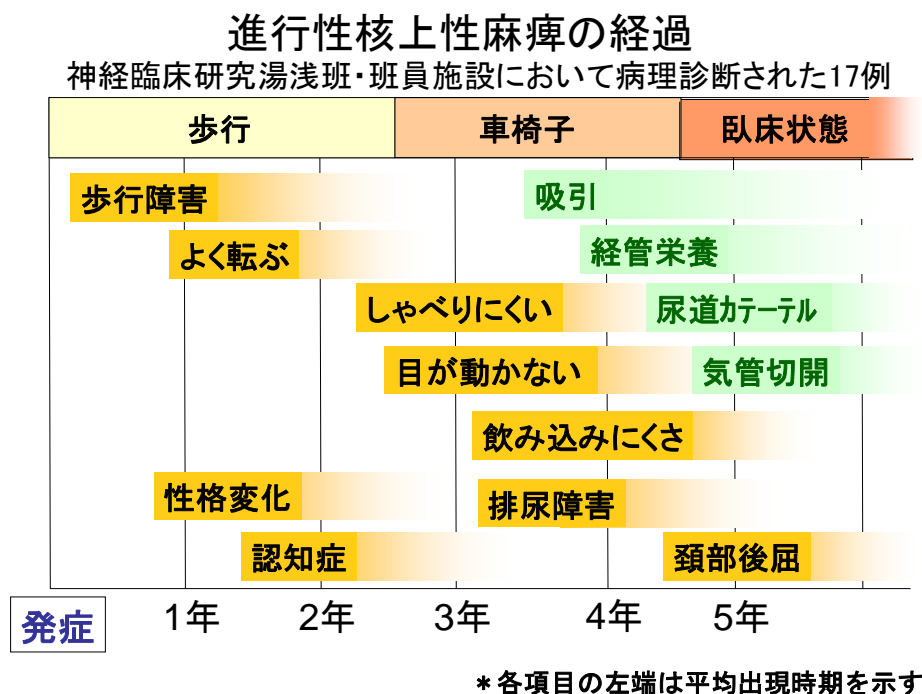 進行性核上性麻痺の経過
神経臨床研究湯浅班・班員施設において病理診断された17例
歩行 車椅子 臥床状態
歩行障害 吸引
よく転ぶ 経管栄養
しゃべりにくい 尿道カテーテル
目が動かない 気管切開
飲み込みにくさ
性格変化 排尿障害
認知症 頚部後屈
発症 1年 2年 3年 4年 5年
＊各項目の左端は平均出現時期を示す